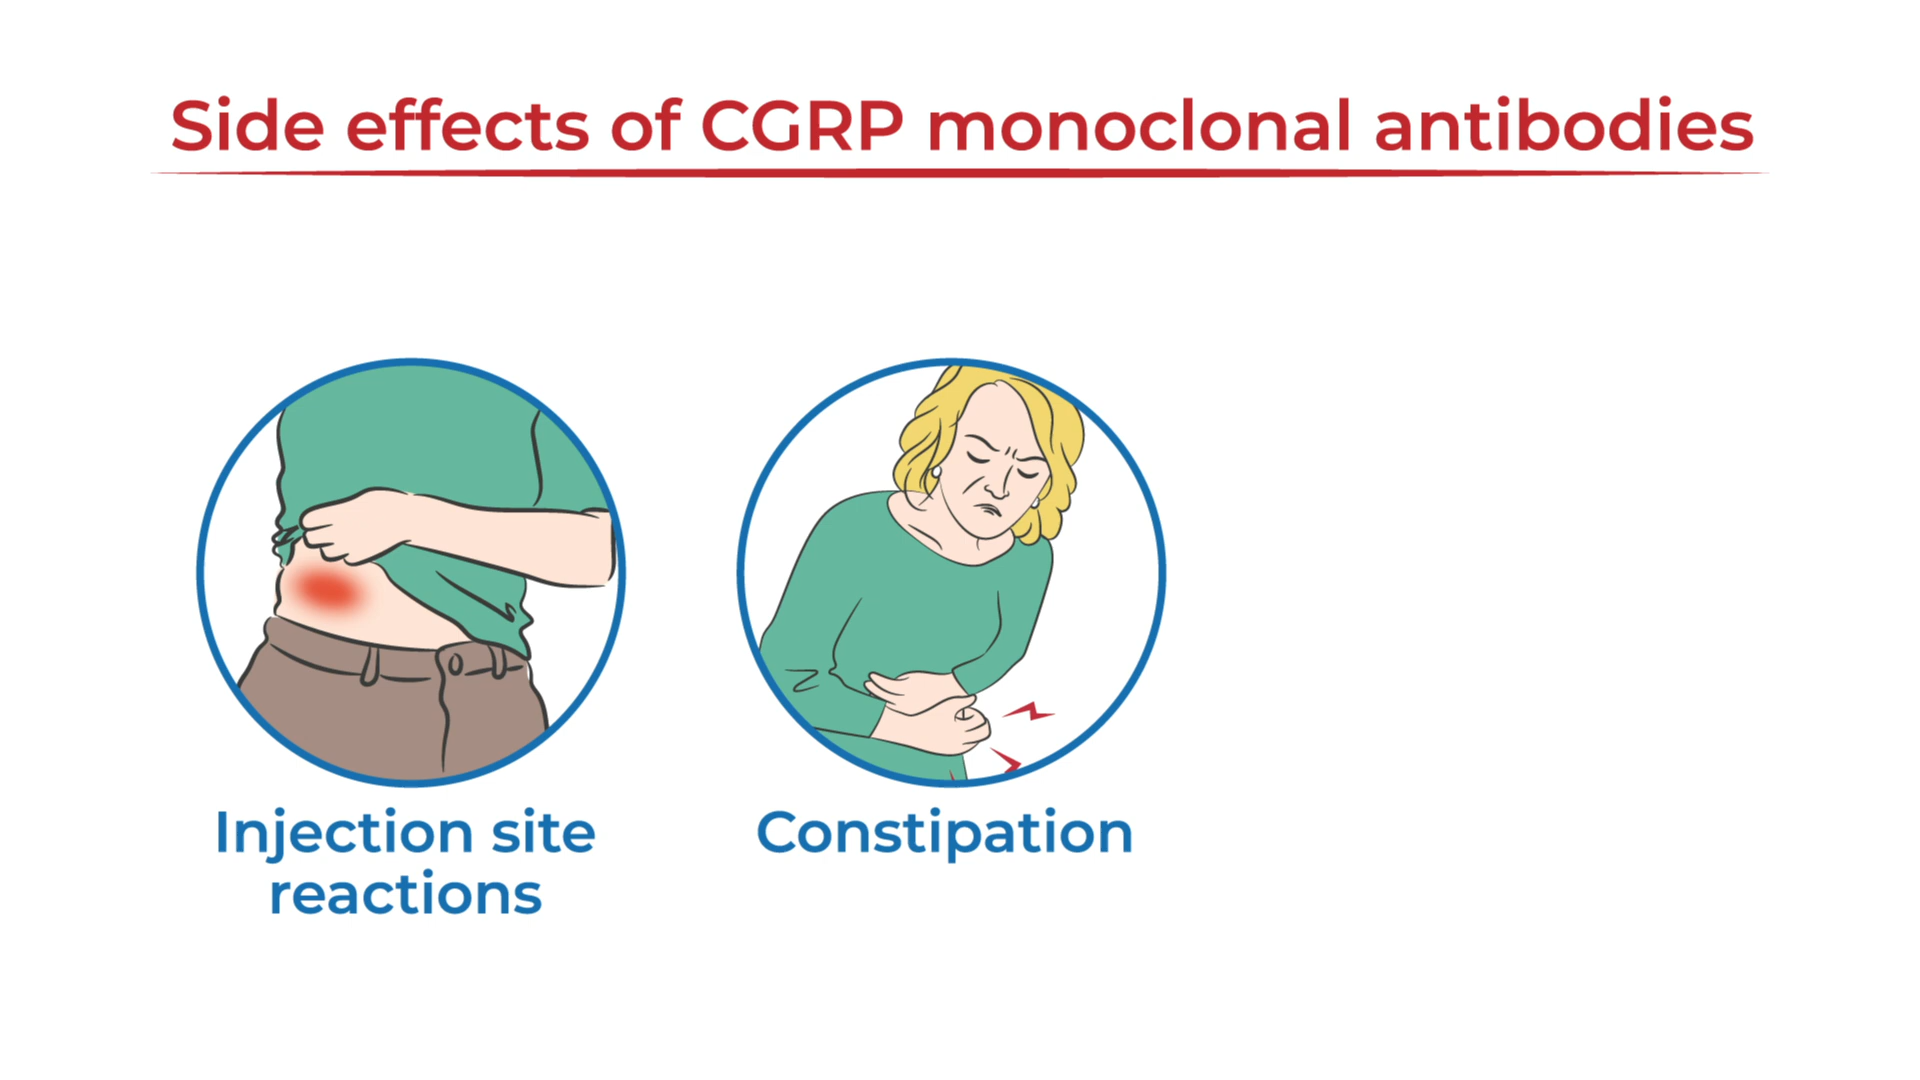 Side effects of CGRP monoclonal antibodies
Injection site
reactions
Constipation